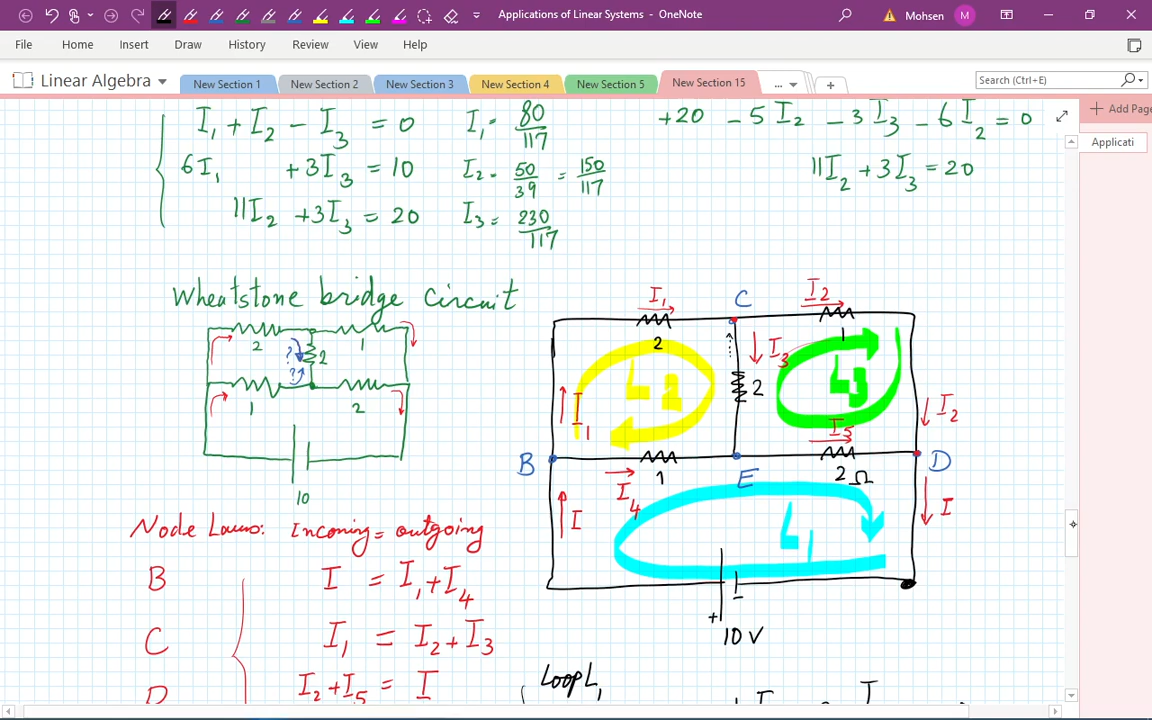 Applications of Linear Systems - OneNote
Mohsen
M
File Home Insert Draw History Review View Help
Linear Algebra
New Section 1 New Section 2 New Section 3 New Section 4 New Section 5 New Section 15 ...
Search (Ctrl+E)
Add Page
Applicati
I₁ + I₂ - I₃ = 0 I₁ = 80/117 +20 - 5I₂ - 3I₃ - 6I₂ = 0
6I₁ + 3I₃ = 10 I₂ = 50/39 = 150/117 11I₂ + 3I₃ = 20
11I₂ + 3I₃ = 20 I₃ = 230/117
Wheatstone bridge circuit
2 ? 2 1
?
1 2
10
I₁ C I₂
2 1
I₃
L₂ 2 L₃
I₁ I₂
I₅
B E D
1 2 Ω
I₄
I L₁ I
+ -
10 V
Node Laws: Incoming = outgoing
B I = I₁ + I₄
C I₁ = I₂ + I₃
D I₂ + I₅ = I
Loop L₁